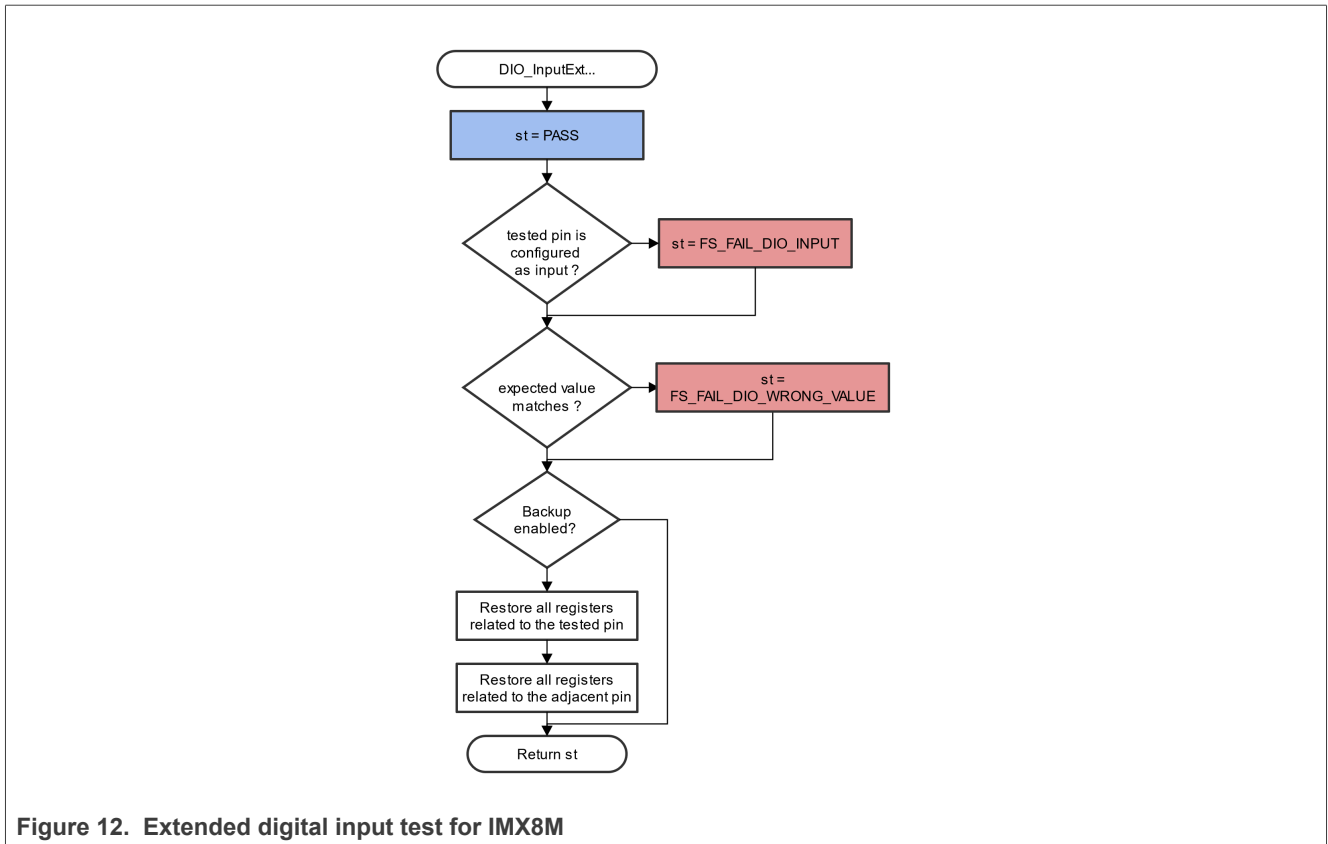 DIO_InputExt...
st = PASS
tested pin is
configured
as input ?
st = FS_FAIL_DIO_INPUT
expected value
matches ?
st =
FS_FAIL_DIO_WRONG_VALUE
Backup
enabled?
Restore all registers
related to the tested pin
Restore all registers
related to the adjacent pin
Return st
Figure 12. Extended digital input test for IMX8M